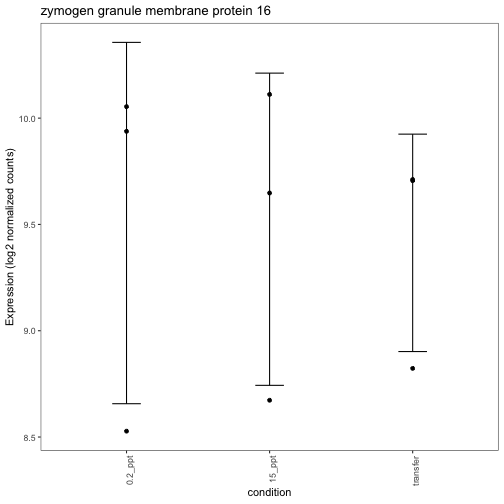 zymogen granule membrane protein 16
Expression (log2 normalized counts)
10.0
9.5
9.0
8.5
0.2_ppt
15_ppt
transfer
condition